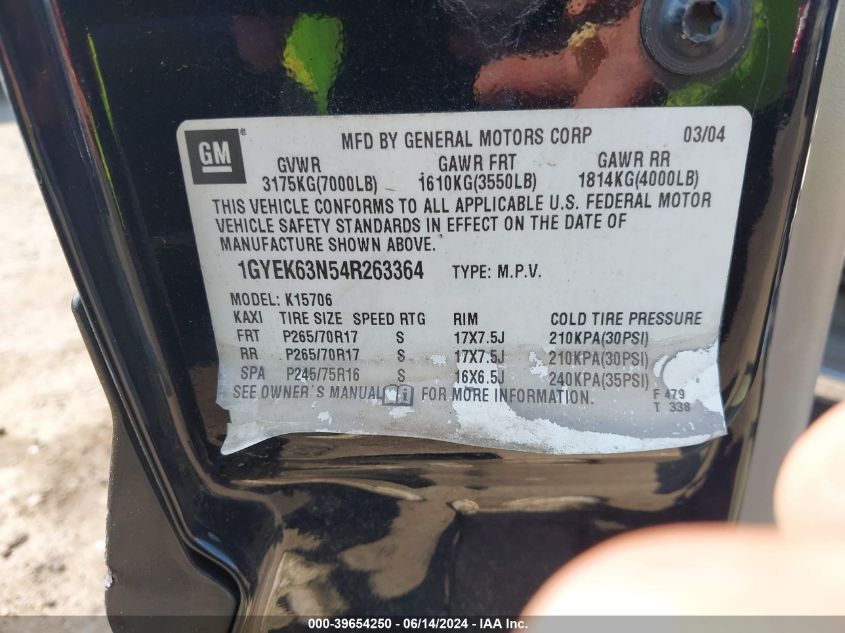 GM
MFD BY GENERAL MOTORS CORP 03/04
GVWR GAWR FRT GAWR RR
3175KG(7000LB) 1610KG(3550LB) 1814KG(4000LB)
THIS VEHICLE CONFORMS TO ALL APPLICABLE U.S. FEDERAL MOTOR
VEHICLE SAFETY STANDARDS IN EFFECT ON THE DATE OF
MANUFACTURE SHOWN ABOVE.
1GYEK63N54R263364 TYPE: M.P.V.
MODEL: K15706
KAXI TIRE SIZE SPEED RTG RIM COLD TIRE PRESSURE
FRT P265/70R17 S 17X7.5J 210KPA(30PSI)
RR P265/70R17 S 17X7.5J 210KPA(30PSI)
SPA P245/75R16 S 16X6.5J 240KPA(35PSI)
SEE OWNER'S MANUAL FOR MORE INFORMATION. F 479
T 338
000-39654250 - 06/14/2024 - IAA Inc.